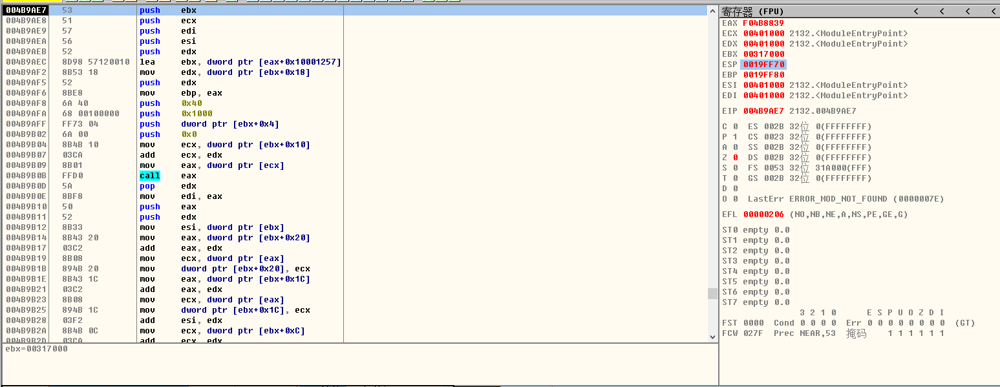 004B9AE7 53 push ebx
004B9AE8 51 push ecx
004B9AE9 57 push edi
004B9AEA 56 push esi
004B9AEB 52 push edx
004B9AEC 8D98 57120010 lea ebx, dword ptr [eax+0x10001257]
004B9AF2 8B53 18 mov edx, dword ptr [ebx+0x18]
004B9AF5 52 push edx
004B9AF6 8BE8 mov ebp, eax
004B9AF8 6A 40 push 0x40
004B9AFA 68 00100000 push 0x1000
004B9AFF FF73 04 push dword ptr [ebx+0x4]
004B9B02 6A 00 push 0x0
004B9B04 8B4B 10 mov ecx, dword ptr [ebx+0x10]
004B9B07 03CA add ecx, edx
004B9B09 8B01 mov eax, dword ptr [ecx]
004B9B0B FFD0 call eax
004B9B0D 5A pop edx
004B9B0E 8BF8 mov edi, eax
004B9B10 50 push eax
004B9B11 52 push edx
004B9B12 8B33 mov esi, dword ptr [ebx]
004B9B14 8B43 20 mov eax, dword ptr [ebx+0x20]
004B9B17 03C2 add eax, edx
004B9B19 8B08 mov ecx, dword ptr [eax]
004B9B1B 894B 20 mov dword ptr [ebx+0x20], ecx
004B9B1E 8B43 1C mov eax, dword ptr [ebx+0x1C]
004B9B21 03C2 add eax, edx
004B9B23 8B08 mov ecx, dword ptr [eax]
004B9B25 894B 1C mov dword ptr [ebx+0x1C], ecx
004B9B28 03F2 add esi, edx
004B9B2A 8B4B 0C mov ecx, dword ptr [ebx+0xC]
004B9B2D 03CA add ecx, edx
ebx=00317000
寄存器 (FPU) < < < <
EAX F04B8839
ECX 00401000 2132.<ModuleEntryPoint>
EDX 00401000 2132.<ModuleEntryPoint>
EBX 00317000
ESP 0019FF70
EBP 0019FF80
ESI 00401000 2132.<ModuleEntryPoint>
EDI 00401000 2132.<ModuleEntryPoint>
EIP 004B9AE7 2132.004B9AE7
C 0 ES 002B 32位 0(FFFFFFFF)
P 1 CS 0023 32位 0(FFFFFFFF)
A 0 SS 002B 32位 0(FFFFFFFF)
Z 0 DS 002B 32位 0(FFFFFFFF)
S 0 FS 0053 32位 31A000(FFF)
T 0 GS 002B 32位 0(FFFFFFFF)
D 0
O 0 LastErr ERROR_MOD_NOT_FOUND (0000007E)
EFL 00000206 (NO,NB,NE,A,NS,PE,GE,G)
ST0 empty 0.0
ST1 empty 0.0
ST2 empty 0.0
ST3 empty 0.0
ST4 empty 0.0
ST5 empty 0.0
ST6 empty 0.0
ST7 empty 0.0
3 2 1 0 E S P U O Z D I
FST 0000 Cond 0 0 0 0 Err 0 0 0 0 0 0 0 0 (GT)
FCW 027F Prec NEAR,53 掩码 1 1 1 1 1 1